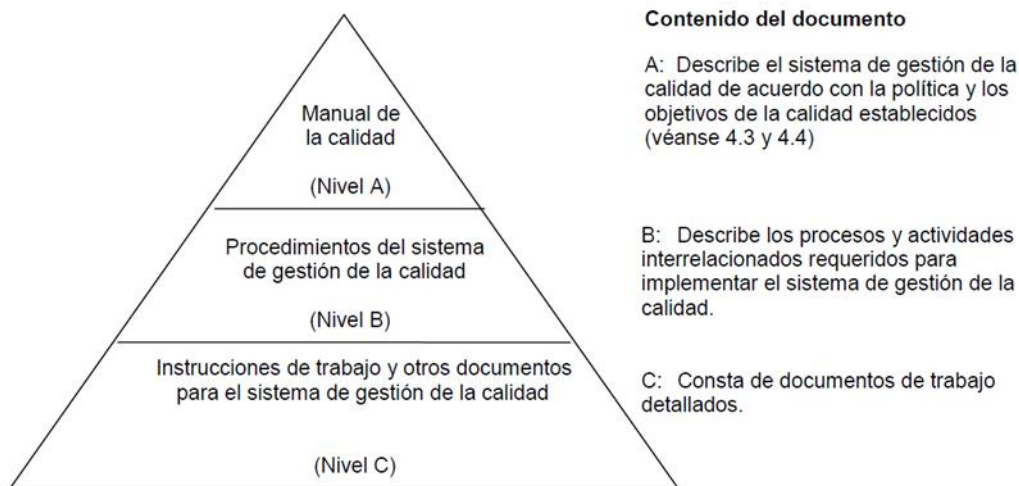 Manual de
la calidad
(Nivel A)
Procedimientos del sistema
de gestión de la calidad
(Nivel B)
Instrucciones de trabajo y otros documentos
para el sistema de gestión de la calidad
(Nivel C)
Contenido del documento
A: Describe el sistema de gestión de la
calidad de acuerdo con la política y los
objetivos de la calidad establecidos
(véanse 4.3 y 4.4)
B: Describe los procesos y actividades
interrelacionados requeridos para
implementar el sistema de gestión de la
calidad.
C: Consta de documentos de trabajo
detallados.